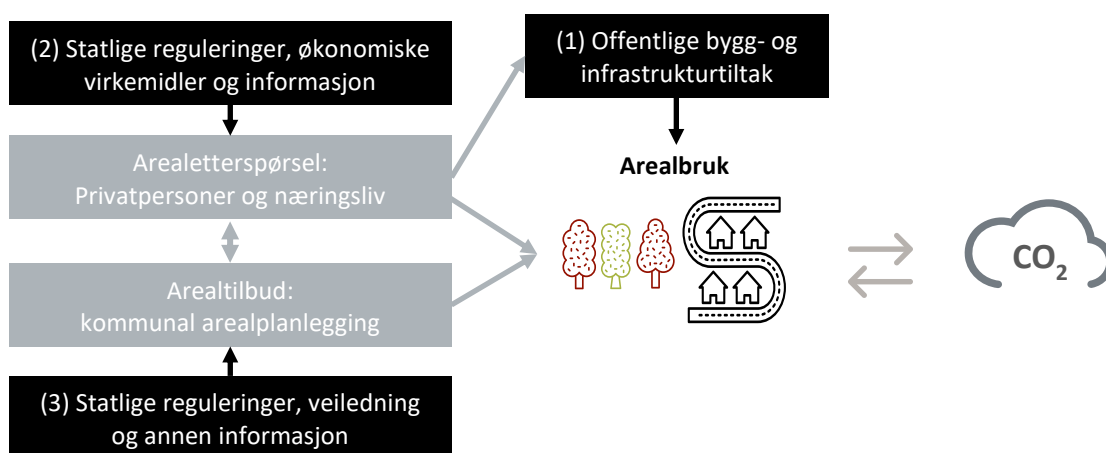 (2) Statlige reguleringer, økonomiske
virkemidler og informasjon
(1) Offentlige bygg- og
infrastrukturtiltak
Arealetterspørsel:
Privatpersoner og næringsliv
Arealbruk
Arealtilbud:
kommunal arealplanlegging
CO₂
(3) Statlige reguleringer, veiledning
og annen informasjon